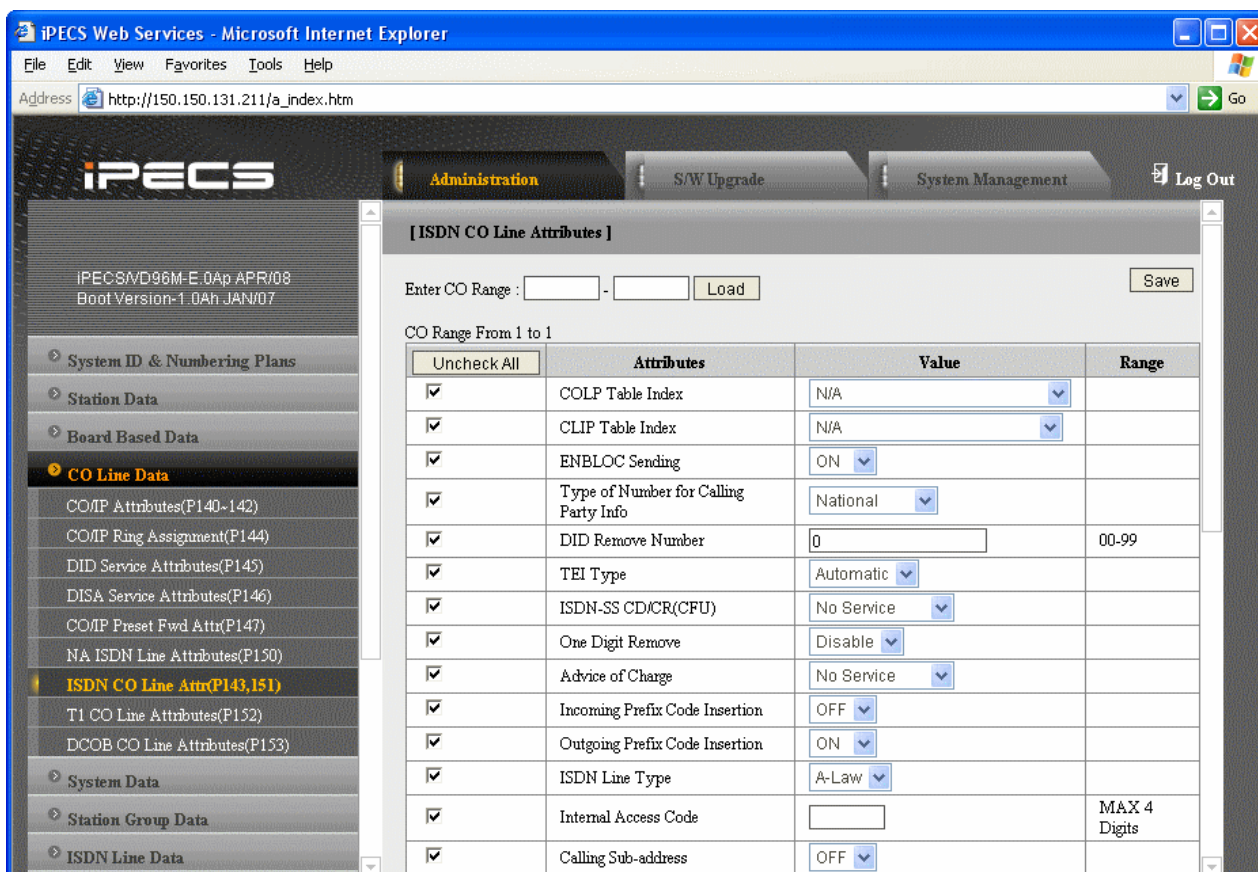 iPECS Web Services - Microsoft Internet Explorer
File Edit View Favorites Tools Help
Address http://150.150.131.211/a_index.htm Go
iPECS
Administration S/W Upgrade System Management Log Out
[ ISDN CO Line Attributes ]
iPECS/VD96M-E.0Ap APR/08
Boot Version-1.0Ah JAN/07
System ID & Numbering Plans
Station Data
Board Based Data
CO Line Data
CO/IP Attributes(P140~142)
CO/IP Ring Assignment(P144)
DID Service Attributes(P145)
DISA Service Attributes(P146)
CO/IP Preset Fwd Attr(P147)
NA ISDN Line Attributes(P150)
ISDN CO Line Attr(P143,151)
T1 CO Line Attributes(P152)
DCOB CO Line Attributes(P153)
System Data
Station Group Data
ISDN Line Data
Enter CO Range : - Load Save
CO Range From 1 to 1
Uncheck All Attributes Value Range
COLP Table Index N/A
CLIP Table Index N/A
ENBLOC Sending ON
Type of Number for Calling
Party Info National
DID Remove Number 0 00-99
TEI Type Automatic
ISDN-SS CD/CR(CFU) No Service
One Digit Remove Disable
Advice of Charge No Service
Incoming Prefix Code Insertion OFF
Outgoing Prefix Code Insertion ON
ISDN Line Type A-Law
Internal Access Code MAX 4
Digits
Calling Sub-address OFF